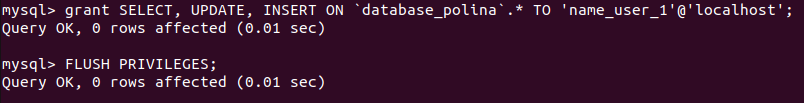 mysql> grant SELECT, UPDATE, INSERT ON `database_polina`.* TO 'name_user_1'@'localhost';
Query OK, 0 rows affected (0.01 sec)
mysql> FLUSH PRIVILEGES;
Query OK, 0 rows affected (0.01 sec)